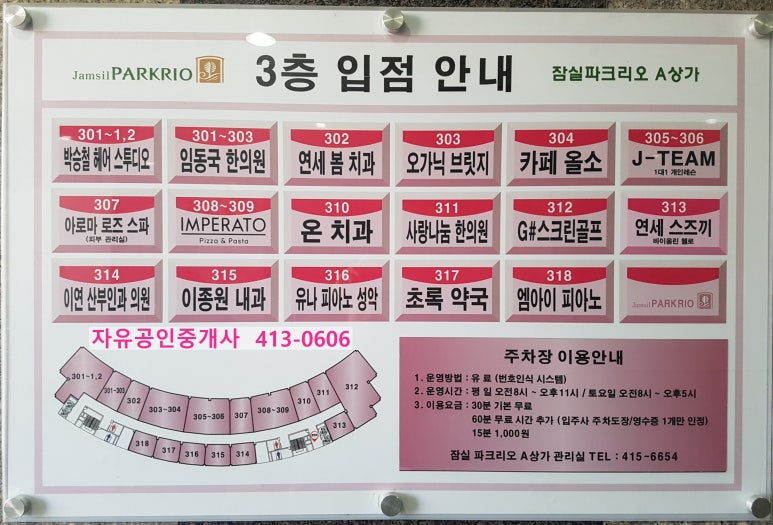 Jamsil PARKRIO
3층 입점 안내
잠실파크리오 A상가
301~1,2
박승철 헤어 스튜디오
301~303
임동국 한의원
302
연세 봄 치과
303
오가닉 브릿지
304
카페 올소
305~306
J-TEAM
1대1 개인레슨
307
아로마 로즈 스파
(피부 관리실)
308~309
IMPERATO
Pizza & Pasta
310
온 치과
311
사랑나눔 한의원
312
G#스크린골프
313
연세 스즈끼
바이올린 첼로
314
이연 산부인과 의원
315
이종원 내과
316
유나 피아노 성악
317
초록 약국
318
엠아이 피아노
Jamsil PARKRIO
자유공인중개사 413-0606
301~1,2
301~303
302
303~304
305~306
307
308~309
310
311
312
313
318
317
316
315
314
주차장 이용안내
1. 운영방법 : 유 료 (번호인식 시스템)
2. 운영시간 : 평 일 오전8시 ~ 오후11시 / 토요일 오전8시 ~ 오후5시
3. 이용요금 : 30분 기본 무료
60분 무료 시간 추가 (입주사 주차도장/영수증 1개만 인정)
15분 1,000원
잠실 파크리오 A상가 관리실 TEL : 415-6654